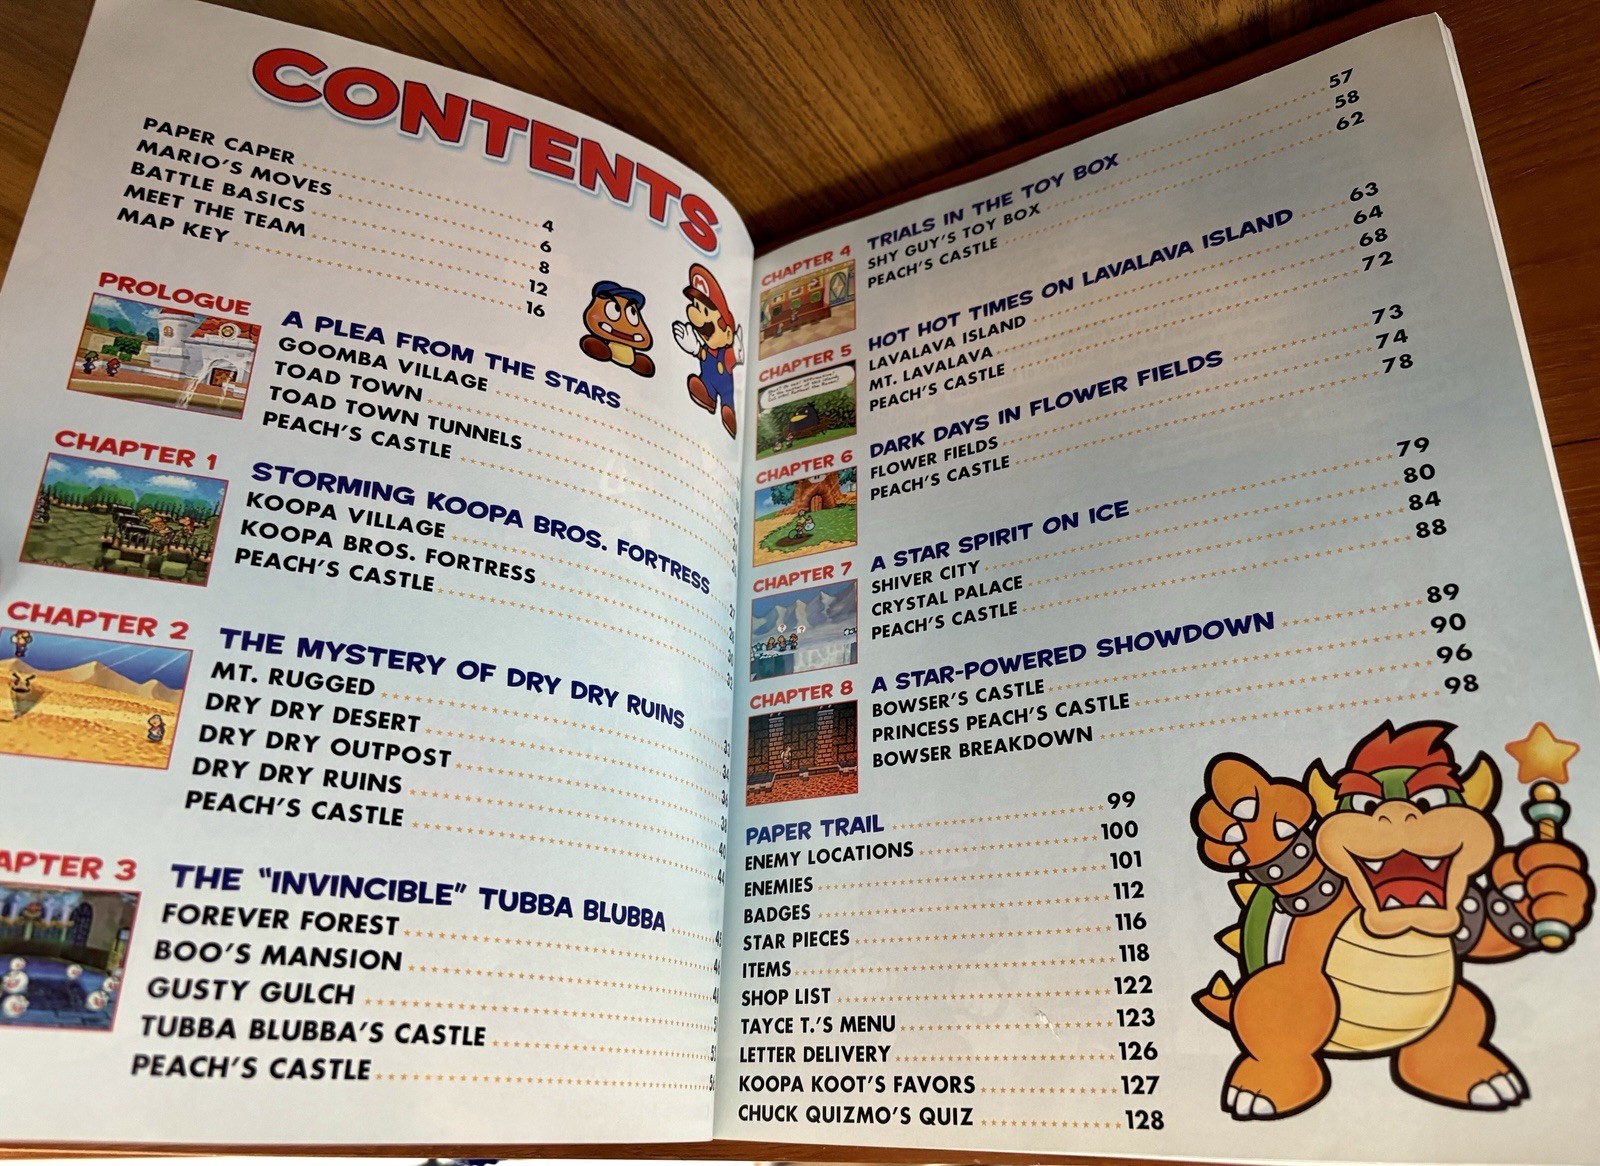 CONTENTS
PAPER CAPER 4
MARIO'S MOVES 6
BATTLE BASICS 8
MEET THE TEAM 12
MAP KEY 16
PROLOGUE
A PLEA FROM THE STARS
GOOMBA VILLAGE
TOAD TOWN
TOAD TOWN TUNNELS
PEACH'S CASTLE
CHAPTER 1
STORMING KOOPA BROS. FORTRESS
KOOPA VILLAGE
KOOPA BROS. FORTRESS
PEACH'S CASTLE
CHAPTER 2
THE MYSTERY OF DRY DRY RUINS
MT. RUGGED
DRY DRY DESERT
DRY DRY OUTPOST
DRY DRY RUINS
PEACH'S CASTLE
APTER 3
THE "INVINCIBLE" TUBBA BLUBBA
FOREVER FOREST
BOO'S MANSION
GUSTY GULCH
TUBBA BLUBBA'S CASTLE
PEACH'S CASTLE
CHAPTER 4
TRIALS IN THE TOY BOX 57
SHY GUY'S TOY BOX 58
PEACH'S CASTLE 62
CHAPTER 5
HOT HOT TIMES ON LAVALAVA ISLAND 63
LAVALAVA ISLAND 64
MT. LAVALAVA 68
PEACH'S CASTLE 72
CHAPTER 6
DARK DAYS IN FLOWER FIELDS 73
FLOWER FIELDS 74
PEACH'S CASTLE 78
CHAPTER 7
A STAR SPIRIT ON ICE 79
SHIVER CITY 80
CRYSTAL PALACE 84
PEACH'S CASTLE 88
CHAPTER 8
A STAR-POWERED SHOWDOWN 89
BOWSER'S CASTLE 90
PRINCESS PEACH'S CASTLE 96
BOWSER BREAKDOWN 98
PAPER TRAIL 99
ENEMY LOCATIONS 100
ENEMIES 101
BADGES 112
STAR PIECES 116
ITEMS 118
SHOP LIST 122
TAYCE T.'S MENU 123
LETTER DELIVERY 126
KOOPA KOOT'S FAVORS 127
CHUCK QUIZMO'S QUIZ 128